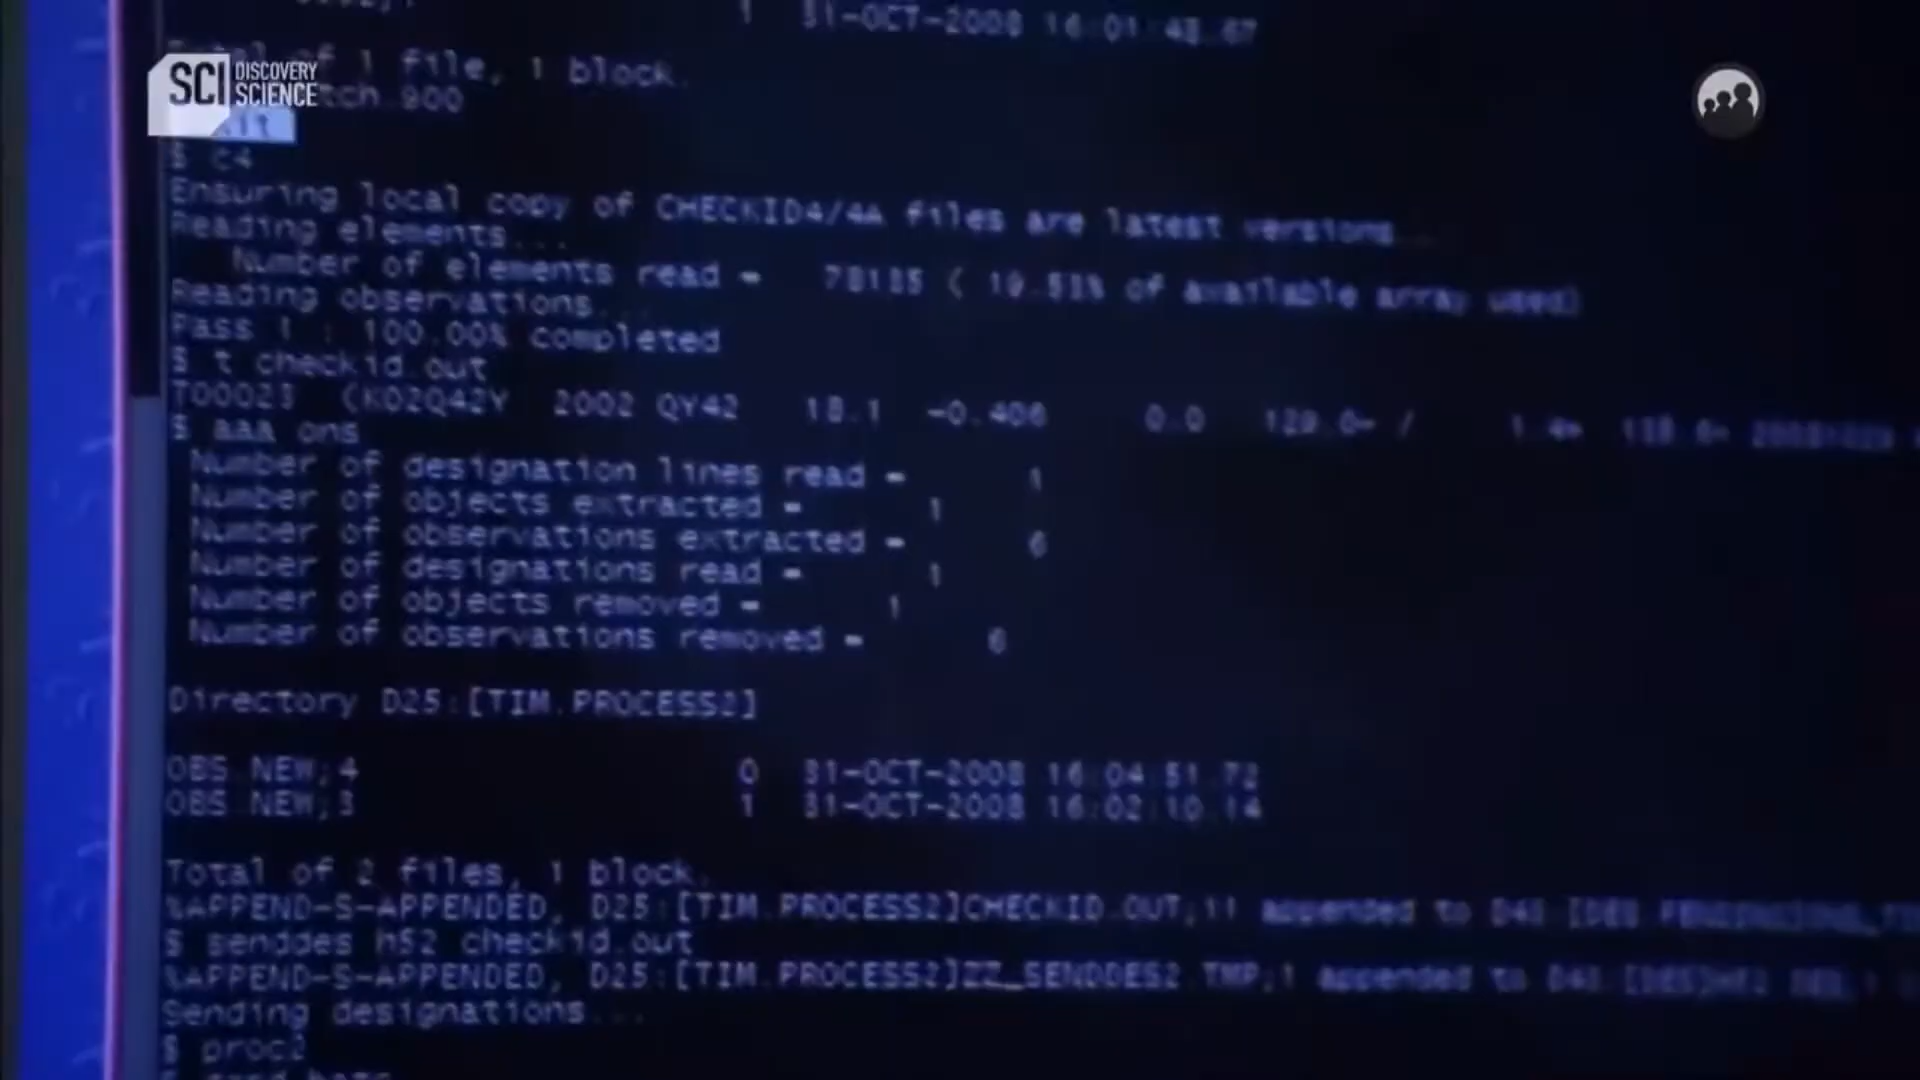 1 31-OCT-2008 16:01:43.67
Total of 1 file, 1 block.
SCI DISCOVERY SCIENCE
$ c4
Ensuring local copy of CHECKID4/4A files are latest versions...
Reading elements...
Number of elements read = 78135 ( 19.53% of available array used)
Reading observations...
Pass 1 : 100.00% completed
$ t checkid.out
(K02Q42Y 2002 QY42 18.1 -0.406 0.0 129.0- /
$ aaa ons
Number of designation lines read = 1
Number of objects extracted = 1
Number of observations extracted = 6
Number of designations read = 1
Number of objects removed = 1
Number of observations removed = 6
Directory D25:[TIM.PROCESS2]
OBS.NEW;4 0 31-OCT-2008 16:04:51.72
OBS.NEW;3 1 31-OCT-2008 16:02:10.14
Total of 2 files, 1 block.
%APPEND-S-APPENDED, D25:[TIM.PROCESS2]CHECKID.OUT;11 appended to
$ senddes h52 checkid.out
%APPEND-S-APPENDED, D25:[TIM.PROCESS2]ZZ_SENDDES2.TMP;1 appended to
Sending designations...
$ proc2